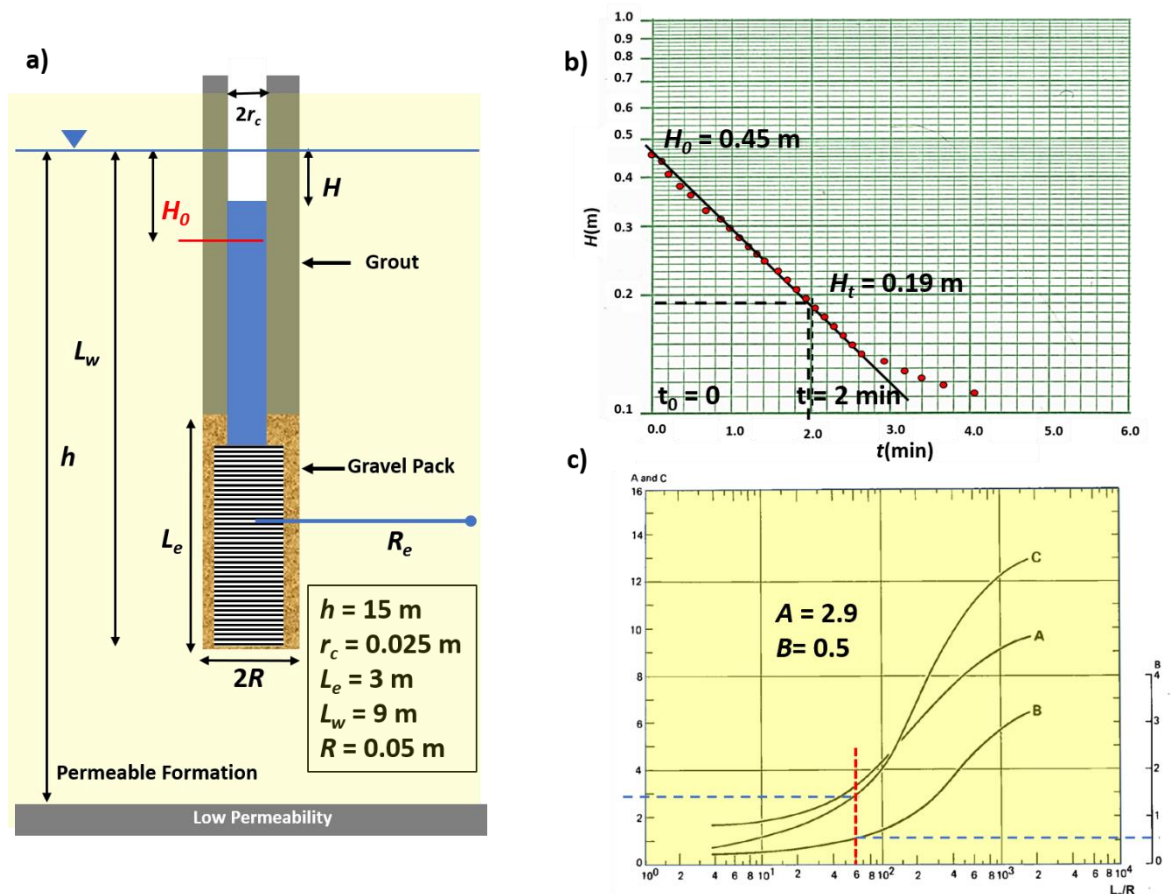 a)
2r_c
H
H_0
Grout
L_w
h
L_e
Gravel Pack
R_e
h = 15 m
r_c = 0.025 m
L_e = 3 m
L_w = 9 m
R = 0.05 m
2R
Permeable Formation
Low Permeability
b)
1.0
0.9
0.8
0.7
0.6
0.5
0.4
0.3
0.2
0.1
H(m)
H_0 = 0.45 m
H_t = 0.19 m
t_0 = 0
t = 2 min
0.0 1.0 2.0 3.0 4.0 5.0 6.0
t(min)
c)
A and C
16
14
12
10
8
6
4
2
0
A = 2.9
B= 0.5
C
A
B
B
4
3
2
1
0
10^0 2 4 6 8 10^1 2 4 6 8 10^2 2 4 6 8 10^3 2 4 6 8 10^4